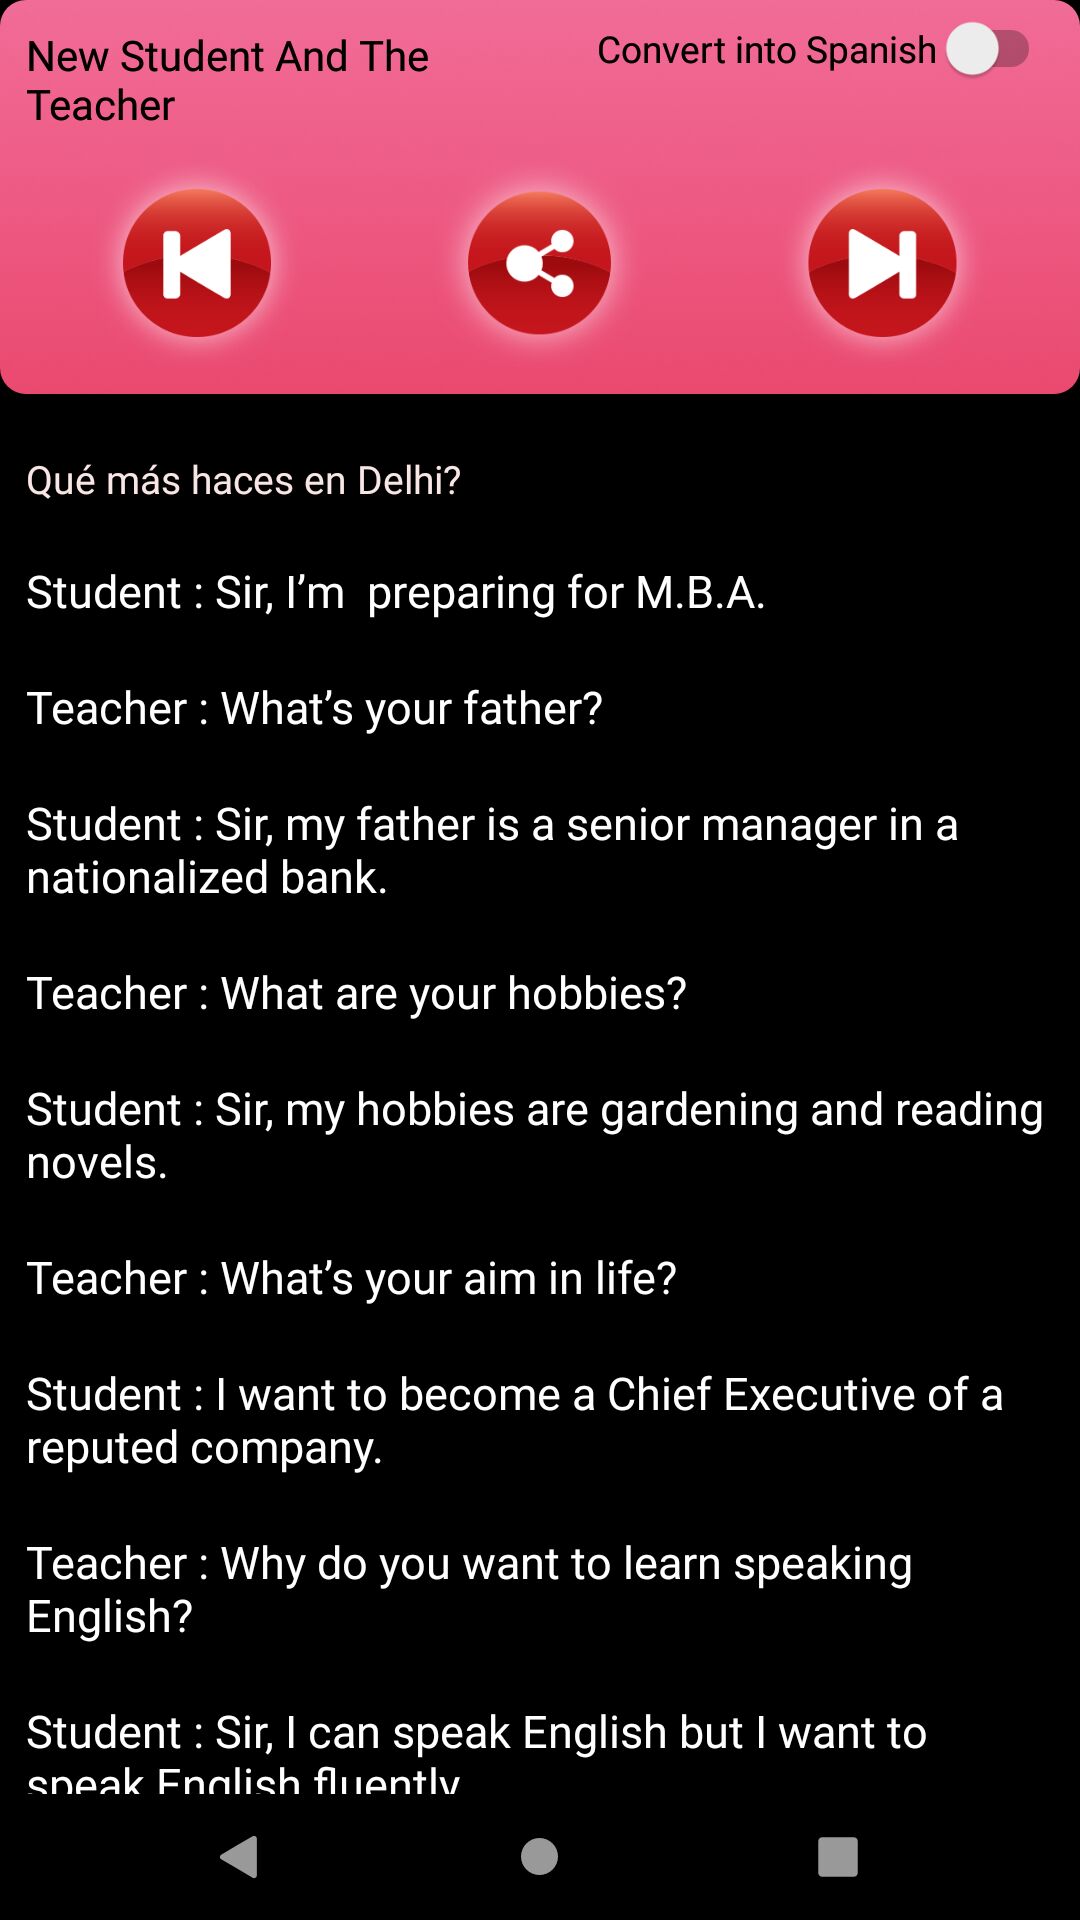 New Student And The
Teacher
Convert into Spanish
Qué más haces en Delhi?
Student : Sir, I’m  preparing for M.B.A.
Teacher : What’s your father?
Student : Sir, my father is a senior manager in a
nationalized bank.
Teacher : What are your hobbies?
Student : Sir, my hobbies are gardening and reading
novels.
Teacher : What’s your aim in life?
Student : I want to become a Chief Executive of a
reputed company.
Teacher : Why do you want to learn speaking
English?
Student : Sir, I can speak English but I want to
speak English fluently